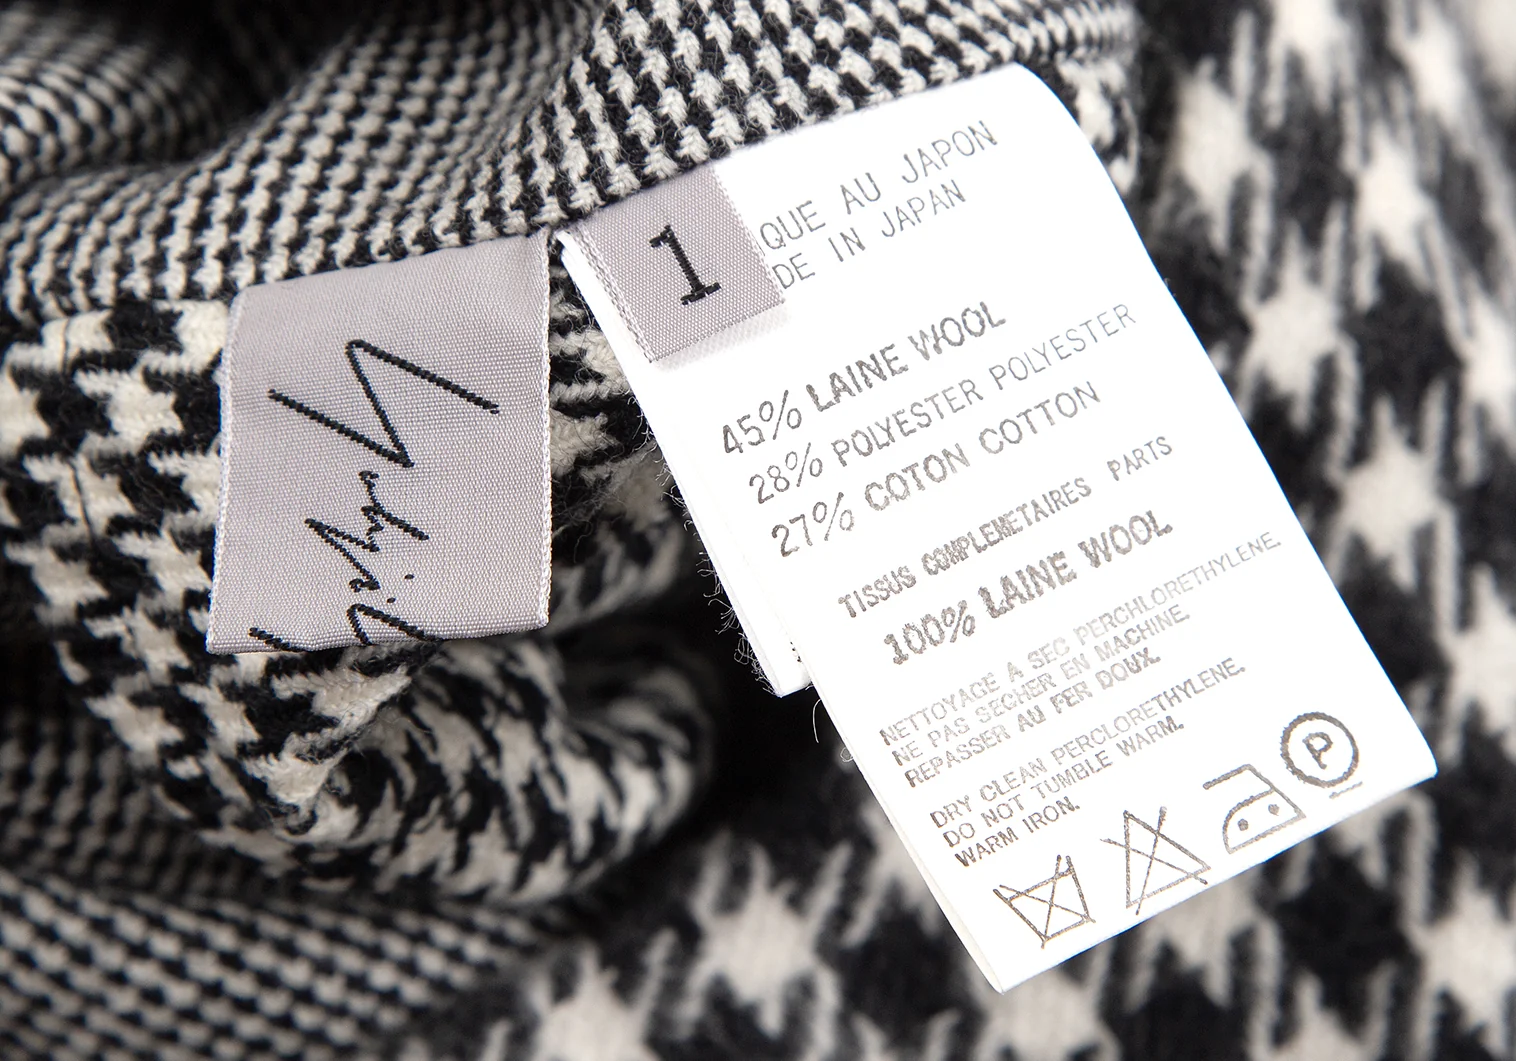 Yohji
1
QUE AU JAPON
DE IN JAPAN
45% LAINE WOOL
28% POLYESTER POLYESTER
27% COTON COTTON
TISSUS COMPLEMETAIRES PARTS
100% LAINE WOOL
NETTOYAGE A SEC PERCHLORETHYLENE.
NE PAS SECHER EN MACHINE.
REPASSER AU FER DOUX.
DRY CLEAN PERCLORETHYLENE.
DO NOT TUMBLE WARM.
WARM IRON.
P